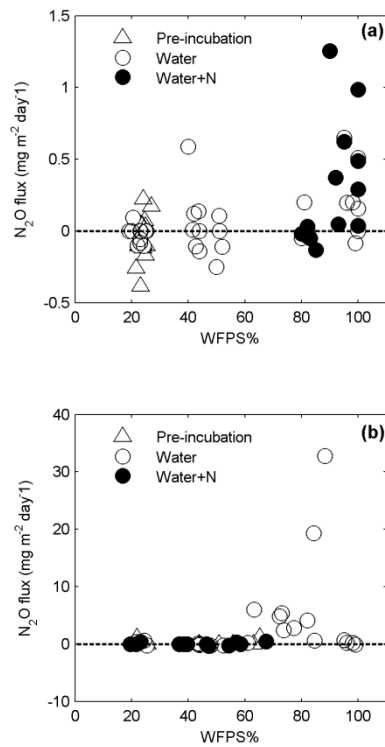 (a)
Pre-incubation
Water
Water+N
1.5
1
0.5
0
-0.5
N2O flux (mg m-2 day-1)
0 20 40 60 80 100
WFPS%
(b)
Pre-incubation
Water
Water+N
40
30
20
10
0
-10
N2O flux (mg m-2 day-1)
0 20 40 60 80 100
WFPS%